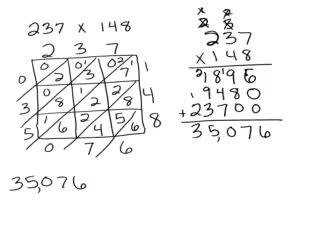 237 x 148
2 3 7
0 2 0 3 0 7 1
0 8 1 2 2 8 4
1 6 2 4 5 6 8
0 3 5
0 7 6
35,076
237
x 148
1896
9480
+ 23700
35,076